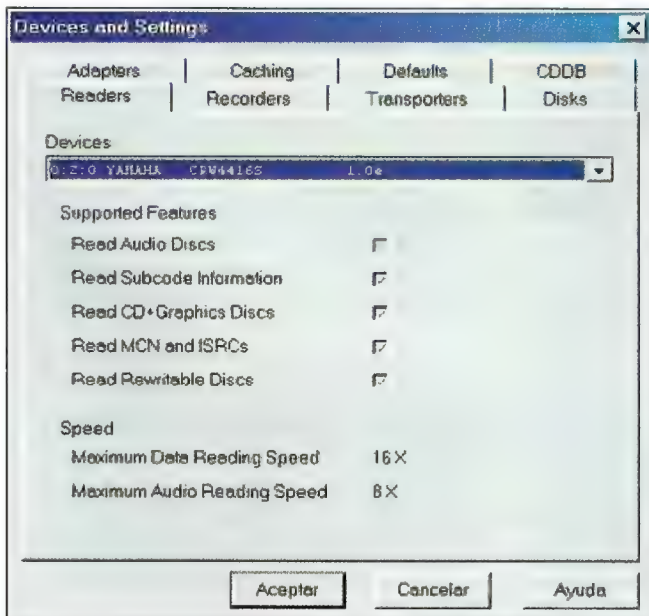 Devices and Settings
Adapters Caching Defaults CDDB
Readers Recorders Transporters Disks
Devices
0:2:0 YAMAHA CRW4416S 1.0e
Supported Features
Read Audio Discs
Read Subcode Information
Read CD+Graphics Discs
Read MCN and ISRCs
Read Rewritable Discs
Speed
Maximum Data Reading Speed 16X
Maximum Audio Reading Speed 8X
Aceptar Cancelar Ayuda